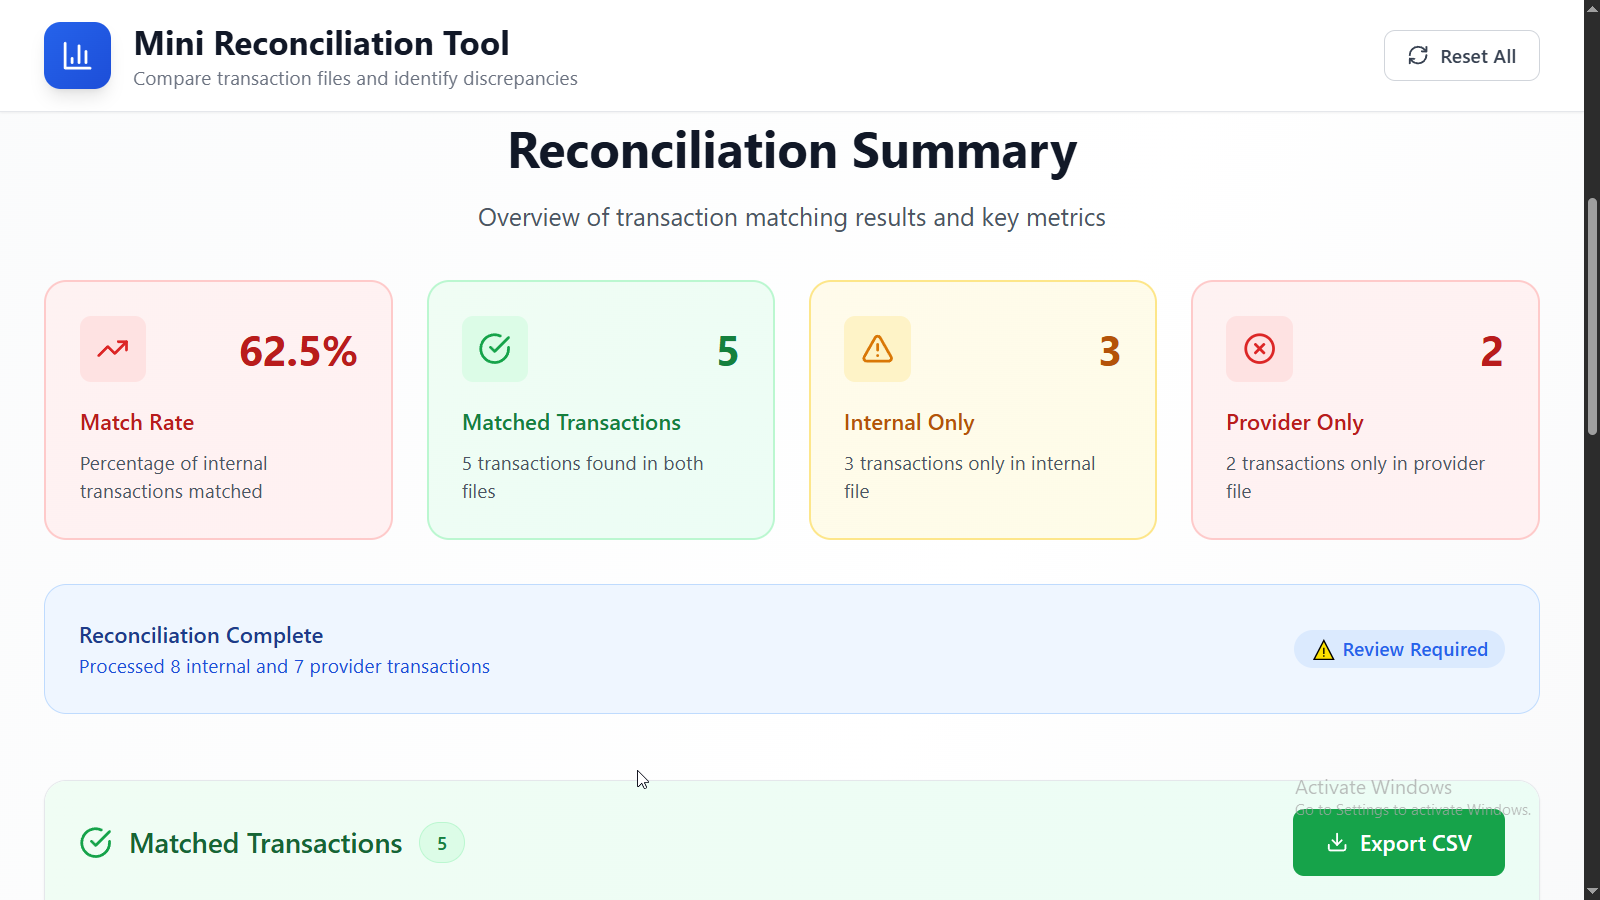 Mini Reconciliation Tool
Compare transaction files and identify discrepancies
Reset All
Reconciliation Summary
Overview of transaction matching results and key metrics
62.5%
Match Rate
Percentage of internal
transactions matched
5
Matched Transactions
5 transactions found in both
files
3
Internal Only
3 transactions only in internal
file
2
Provider Only
2 transactions only in provider
file
Reconciliation Complete
Processed 8 internal and 7 provider transactions
Review Required
Matched Transactions
5
Activate Windows
Go to Settings to activate Windows.
Export CSV